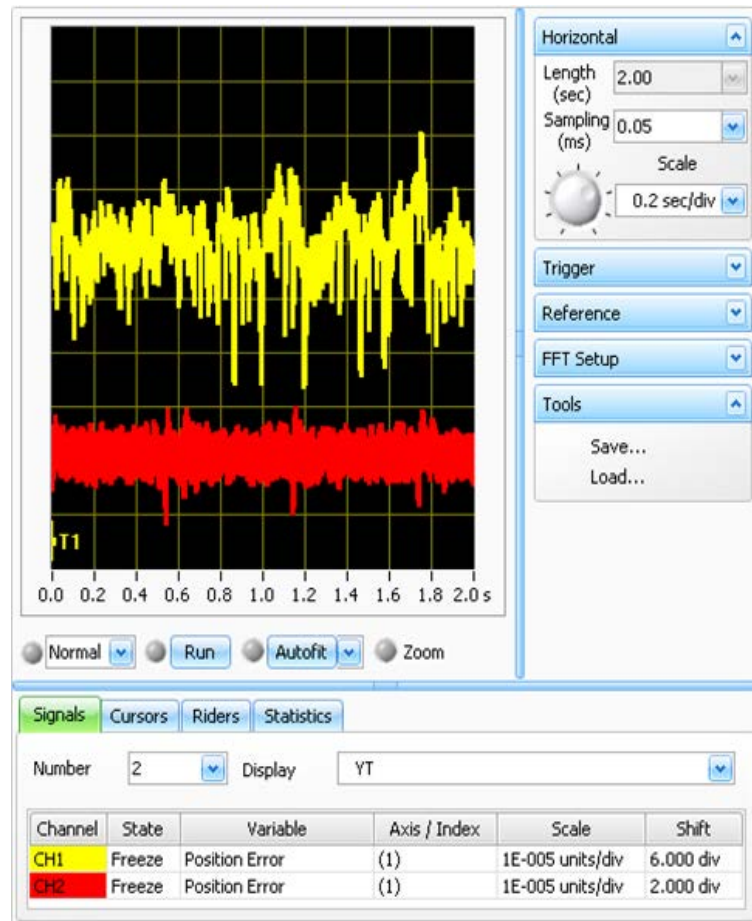 Horizontal
Length (sec) 2.00
Sampling (ms) 0.05
Scale
0.2 sec/div
Trigger
Reference
FFT Setup
Tools
Save...
Load...
T1
0.0 0.2 0.4 0.6 0.8 1.0 1.2 1.4 1.6 1.8 2.0 s
Normal Run Autofit Zoom
Signals Cursors Riders Statistics
Number 2 Display YT
Channel State Variable Axis / Index Scale Shift
CH1 Freeze Position Error (1) 1E-005 units/div 6.000 div
CH2 Freeze Position Error (1) 1E-005 units/div 2.000 div